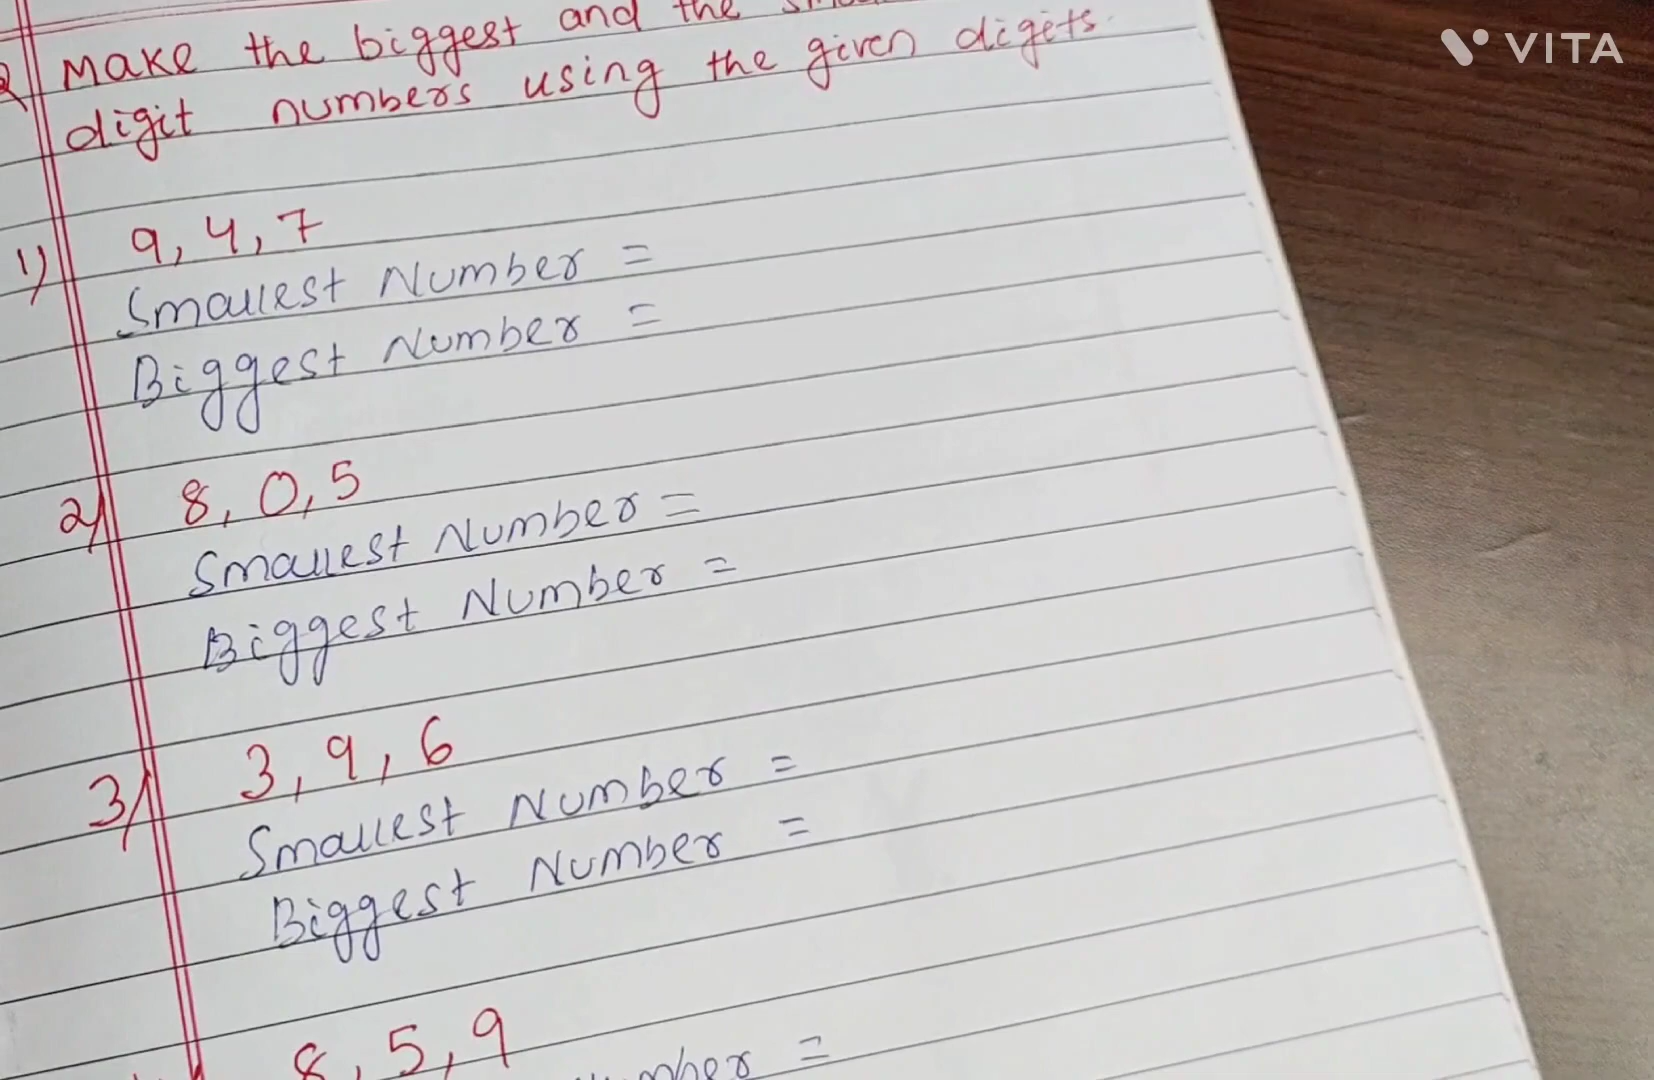 Make the biggest and the
digit numbers using the given digits.
1) 9, 4, 7
Smallest Number =
Biggest Number =
2) 8, 0, 5
Smallest Number =
Biggest Number =
3) 3, 9, 6
Smallest Number =
Biggest Number =
8, 5, 9
=
VITA